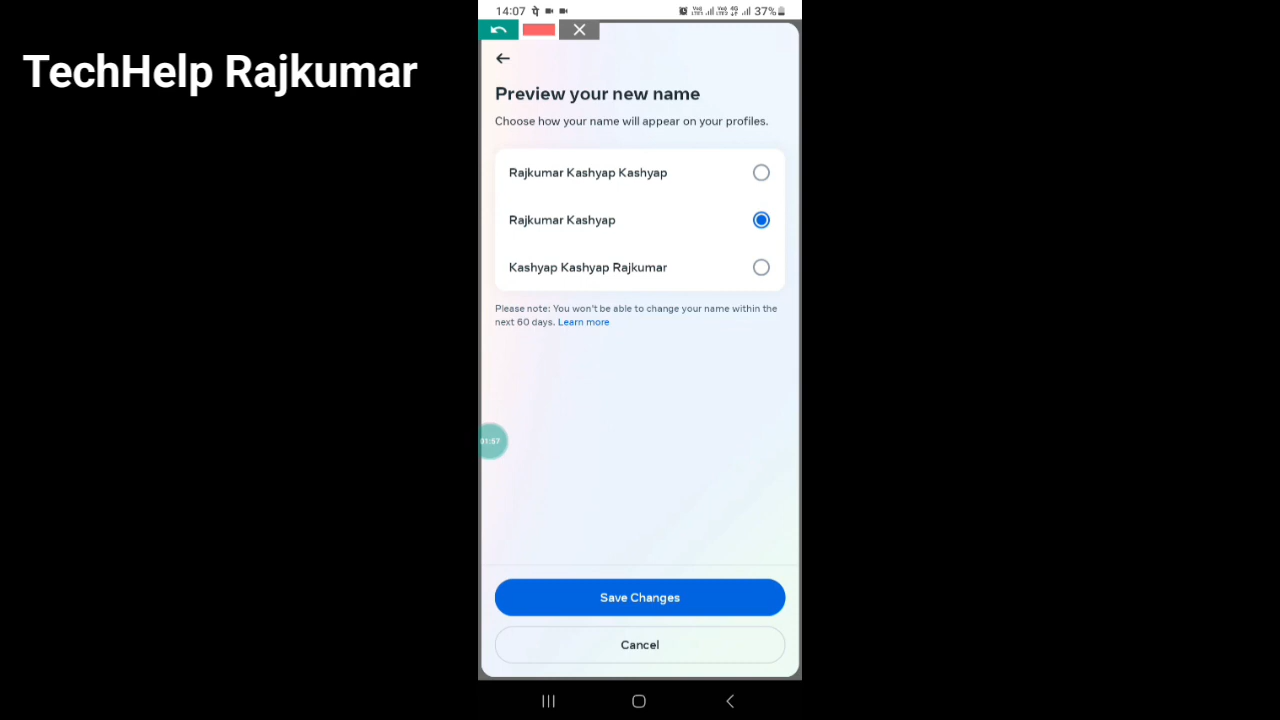 14:07 पे 37%
TechHelp Rajkumar
Preview your new name
Choose how your name will appear on your profiles.
Rajkumar Kashyap Kashyap
Rajkumar Kashyap
Kashyap Kashyap Rajkumar
Please note: You won't be able to change your name within the
next 60 days. Learn more
01:57
Save Changes
Cancel